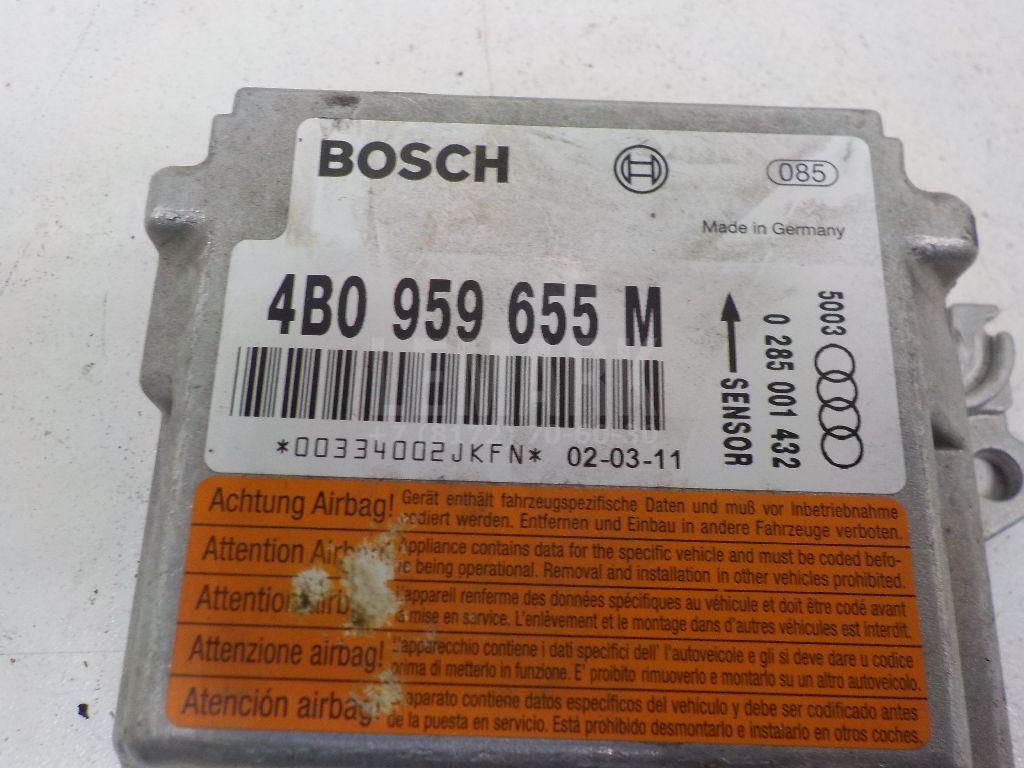 BOSCH
085
Made in Germany
4B0 959 655 M
SENSOR
0 285 001 432
5003
*00334002JKFN* 02-03-11
Achtung Airbag! Gerät enthält fahrzeugspezifische Daten und muß vor Inbetriebnahme
codiert werden. Entfernen und Einbau in andere Fahrzeuge verboten.
Attention Airbag! Appliance contains data for the specific vehicle and must be coded befo-
re being operational. Removal and installation in other vehicles prohibited.
Attention airbag! L'appareil renferme des données spécifiques au véhicule et doit être codé avant
la mise en service. L'enlèvement et le montage dans d'autres véhicules est interdit.
Attenzione airbag! L'apparecchio contiene i dati specifici dell' l'autoveicole e gli si deve dare u codice
prima di metterlo in funzione. E' proibito rimuoverlo e montarlo su un altro autoveicolo.
Atención airbag! aparato contiene datos específicos del vehículo y debe ser codificado antes
de la puesta en servicio. Está prohibido desmontarlo e instalarlo en otros coches.